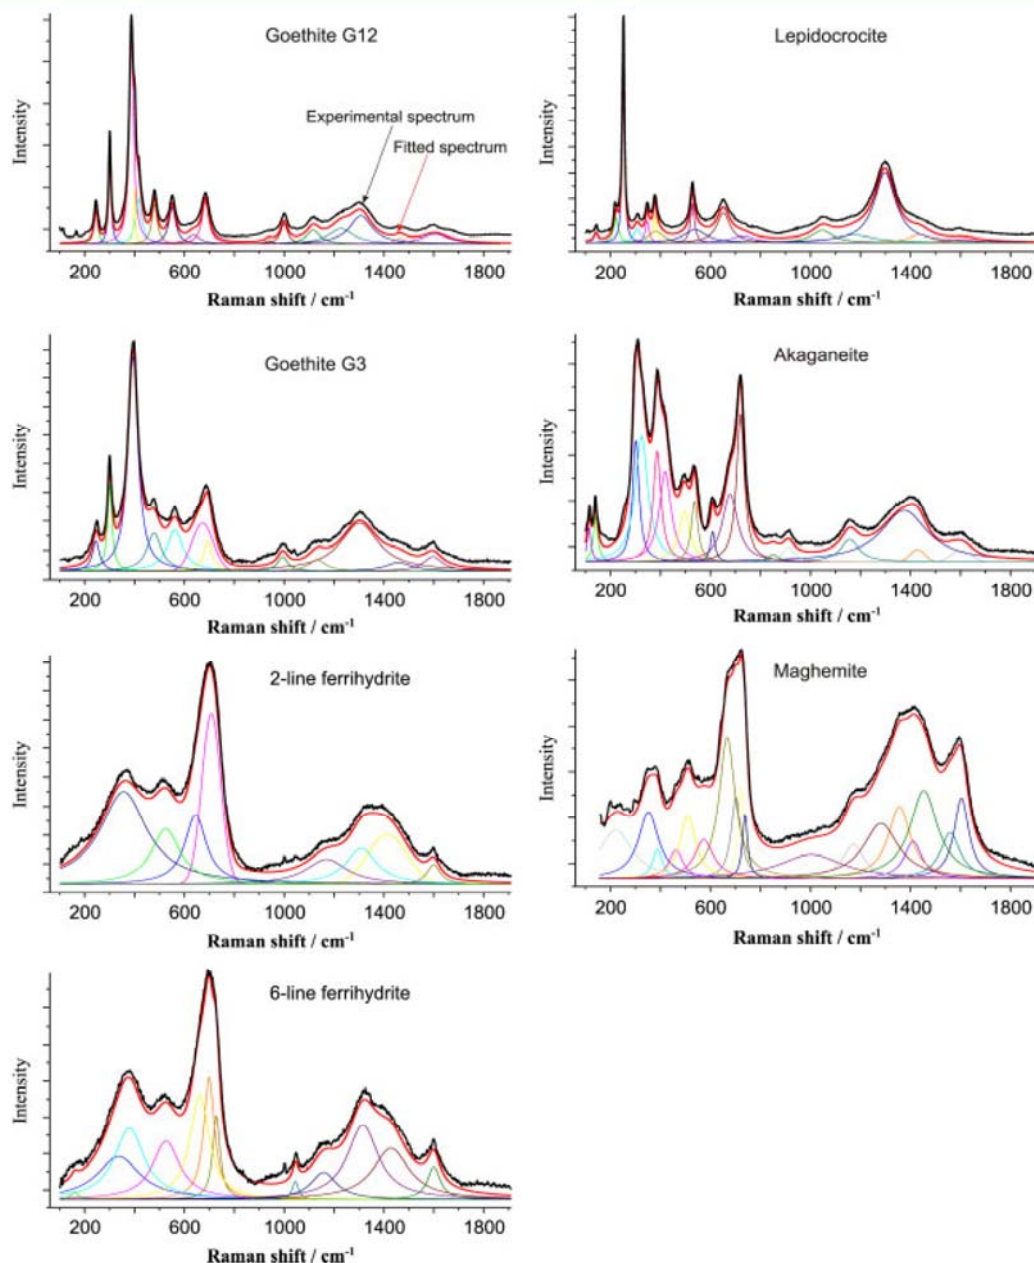 Goethite G12
Experimental spectrum
Fitted spectrum
Intensity
200 600 1000 1400 1800
Raman shift / cm-1
Lepidocrocite
Intensity
200 600 1000 1400 1800
Raman shift / cm-1
Goethite G3
Intensity
200 600 1000 1400 1800
Raman shift / cm-1
Akaganeite
Intensity
200 600 1000 1400 1800
Raman shift / cm-1
2-line ferrihydrite
Intensity
200 600 1000 1400 1800
Raman shift / cm-1
Maghemite
Intensity
200 600 1000 1400 1800
Raman shift / cm-1
6-line ferrihydrite
Intensity
200 600 1000 1400 1800
Raman shift / cm-1